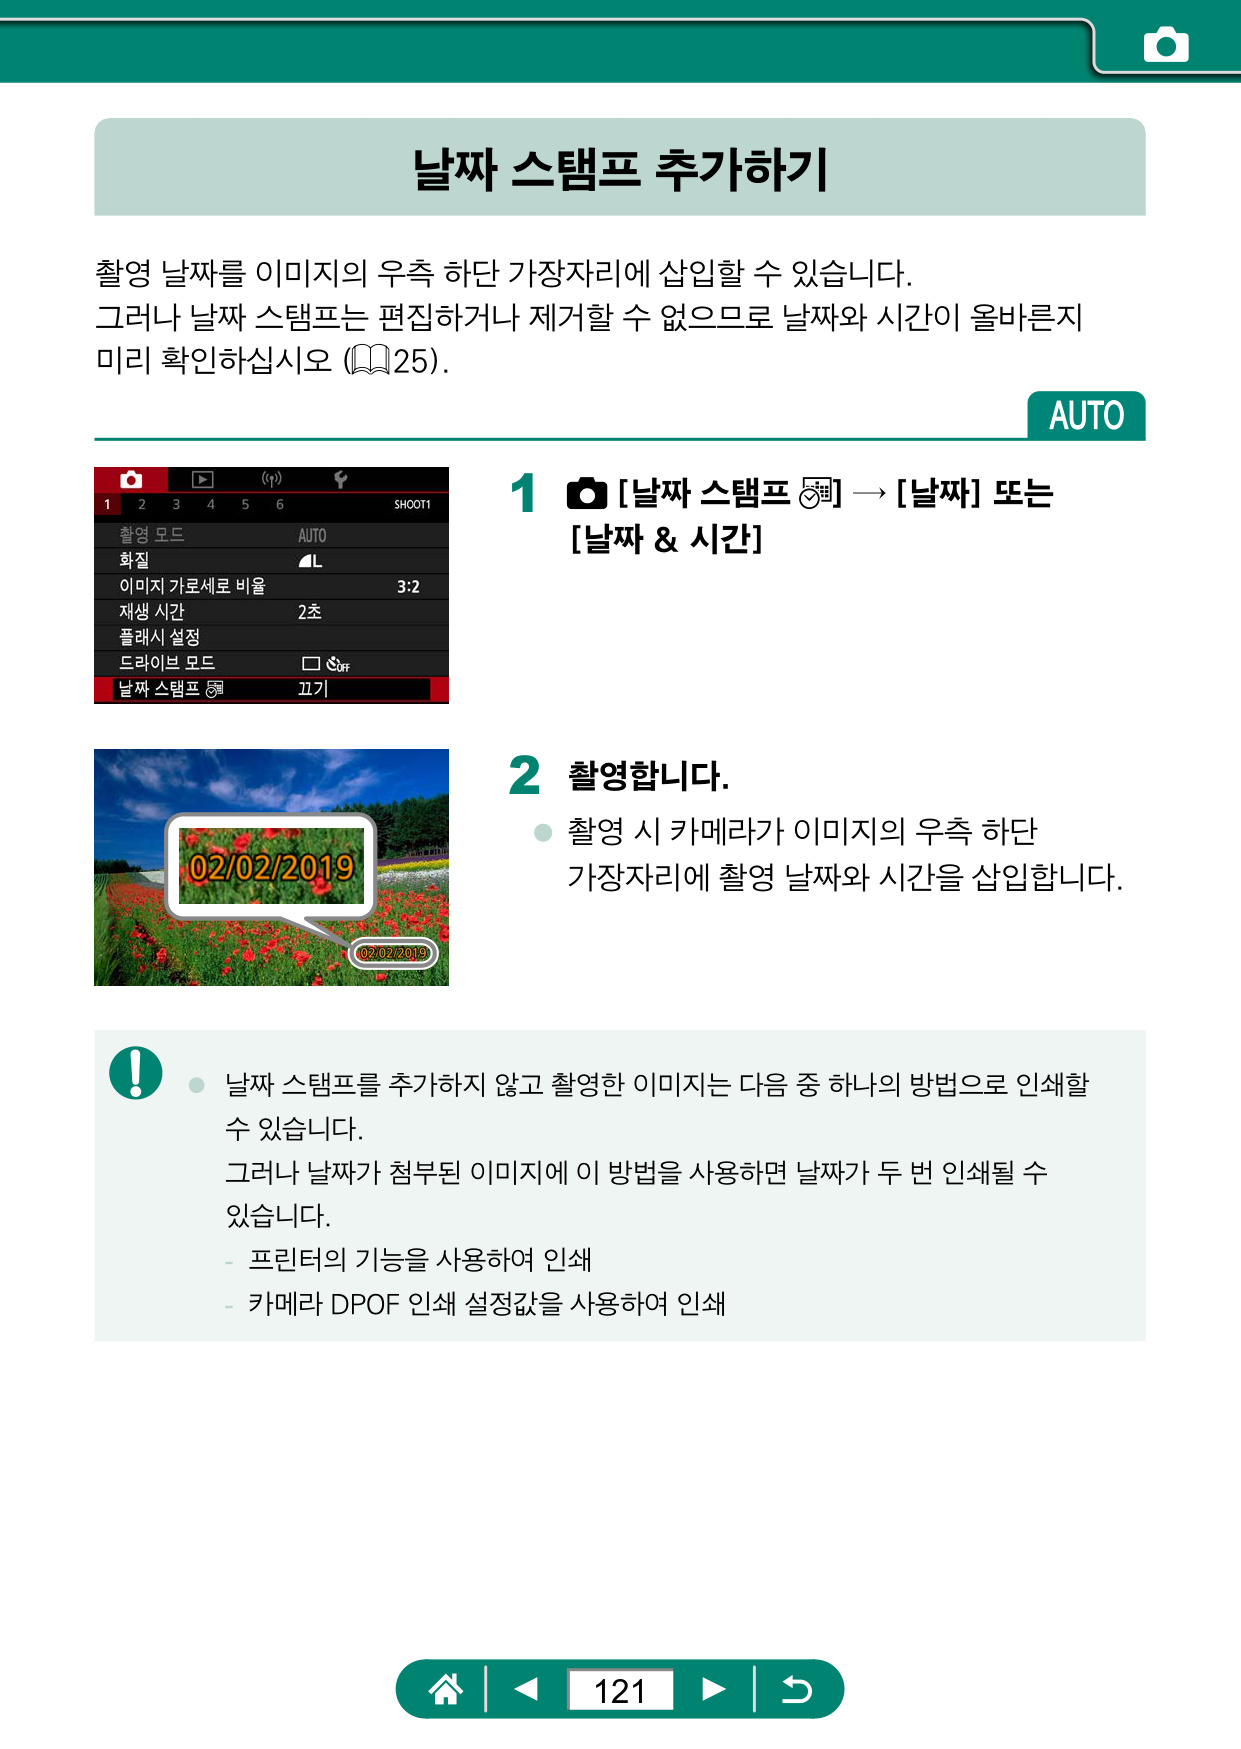 날짜 스탬프 추가하기
촬영 날짜를 이미지의 우측 하단 가장자리에 삽입할 수 있습니다.
그러나 날짜 스탬프는 편집하거나 제거할 수 없으므로 날짜와 시간이 올바른지
미리 확인하십시오 (25).
AUTO
1 2 3 4 5 6 SHOOT1
촬영 모드 AUTO
화질 L
이미지 가로세로 비율 3:2
재생 시간 2초
플래시 설정
드라이브 모드 OFF
날짜 스탬프 끄기
1 [날짜 스탬프 ] → [날짜] 또는
[날짜 & 시간]
02/02/2019
02/02/2019
2 촬영합니다.
● 촬영 시 카메라가 이미지의 우측 하단
가장자리에 촬영 날짜와 시간을 삽입합니다.
● 날짜 스탬프를 추가하지 않고 촬영한 이미지는 다음 중 하나의 방법으로 인쇄할
수 있습니다.
그러나 날짜가 첨부된 이미지에 이 방법을 사용하면 날짜가 두 번 인쇄될 수
있습니다.
- 프린터의 기능을 사용하여 인쇄
- 카메라 DPOF 인쇄 설정값을 사용하여 인쇄
121